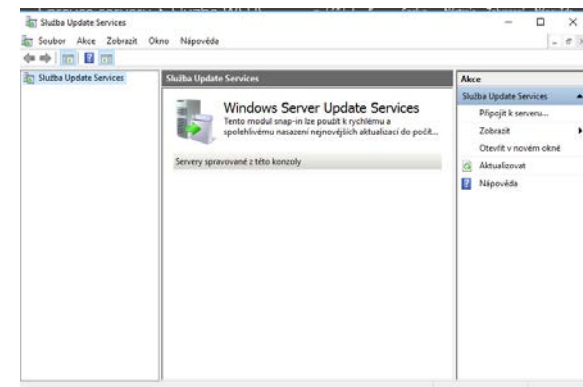 Služba Update Services
Soubor Akce Zobrazit Okno Nápověda
Služba Update Services
Služba Update Services
Windows Server Update Services
Tento modul snap-in lze použít k rychlému a
spolehlivému nasazení nejnovějších aktualizací do počít...
Servery spravované z této konzoly
Akce
Služba Update Services
Připojit k serveru...
Zobrazit
Otevřít v novém okně
Aktualizovat
Nápověda